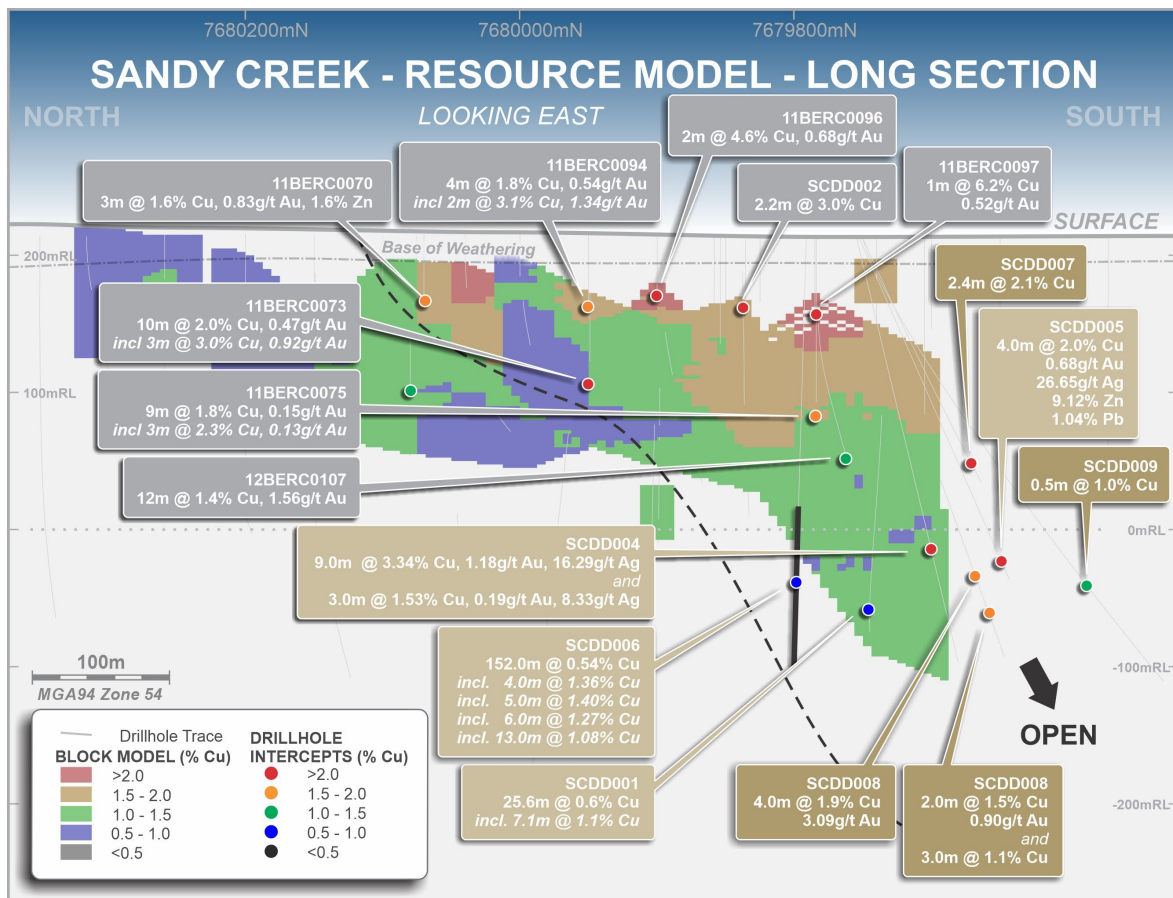 7680200mN
7680000mN
7679800mN
SANDY CREEK - RESOURCE MODEL - LONG SECTION
NORTH
LOOKING EAST
SOUTH
11BERC0096
2m @ 4.6% Cu, 0.68g/t Au
11BERC0070
3m @ 1.6% Cu, 0.83g/t Au, 1.6% Zn
11BERC0094
4m @ 1.8% Cu, 0.54g/t Au
incl 2m @ 3.1% Cu, 1.34g/t Au
SCDD002
2.2m @ 3.0% Cu
11BERC0097
1m @ 6.2% Cu
0.52g/t Au
SURFACE
200mRL
Base of Weathering
SCDD007
2.4m @ 2.1% Cu
11BERC0073
10m @ 2.0% Cu, 0.47g/t Au
incl 3m @ 3.0% Cu, 0.92g/t Au
SCDD005
4.0m @ 2.0% Cu
0.68g/t Au
26.65g/t Ag
9.12% Zn
1.04% Pb
100mRL
11BERC0075
9m @ 1.8% Cu, 0.15g/t Au
incl 3m @ 2.3% Cu, 0.13g/t Au
12BERC0107
12m @ 1.4% Cu, 1.56g/t Au
SCDD009
0.5m @ 1.0% Cu
0mRL
SCDD004
9.0m @ 3.34% Cu, 1.18g/t Au, 16.29g/t Ag
and
3.0m @ 1.53% Cu, 0.19g/t Au, 8.33g/t Ag
SCDD006
152.0m @ 0.54% Cu
incl. 4.0m @ 1.36% Cu
incl. 5.0m @ 1.40% Cu
incl. 6.0m @ 1.27% Cu
incl. 13.0m @ 1.08% Cu
100m
MGA94 Zone 54
-100mRL
OPEN
SCDD001
25.6m @ 0.6% Cu
incl. 7.1m @ 1.1% Cu
SCDD008
4.0m @ 1.9% Cu
3.09g/t Au
SCDD008
2.0m @ 1.5% Cu
0.90g/t Au
and
3.0m @ 1.1% Cu
-200mRL
Drillhole Trace
BLOCK MODEL (% Cu)
>2.0
1.5 - 2.0
1.0 - 1.5
0.5 - 1.0
<0.5
DRILLHOLE
INTERCEPTS (% Cu)
>2.0
1.5 - 2.0
1.0 - 1.5
0.5 - 1.0
<0.5